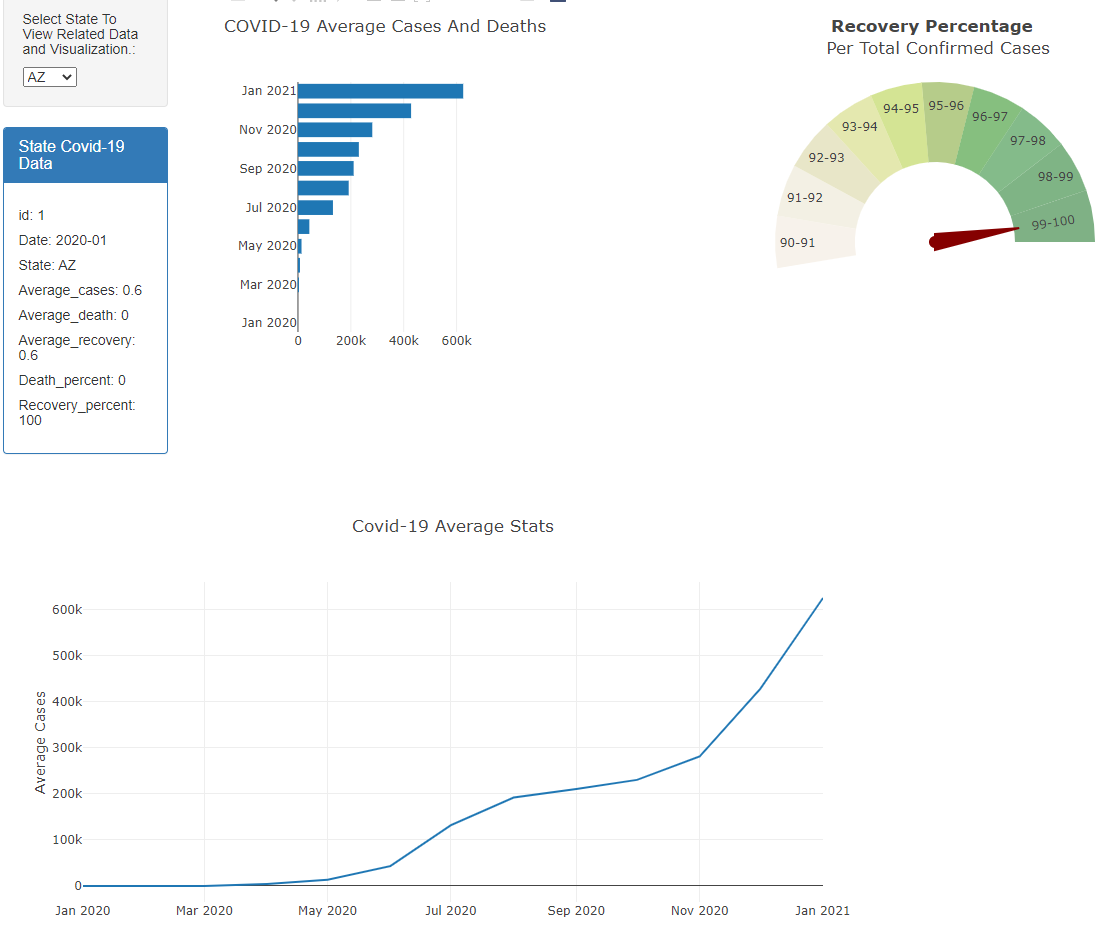 Select State To
View Related Data
and Visualization.:
AZ
State Covid-19
Data
id: 1
Date: 2020-01
State: AZ
Average_cases: 0.6
Average_death: 0
Average_recovery:
0.6
Death_percent: 0
Recovery_percent:
100
COVID-19 Average Cases And Deaths
Jan 2021
Nov 2020
Sep 2020
Jul 2020
May 2020
Mar 2020
Jan 2020
0 200k 400k 600k
Recovery Percentage
Per Total Confirmed Cases
90-91
91-92
92-93
93-94
94-95
95-96
96-97
97-98
98-99
99-100
Covid-19 Average Stats
Average Cases
600k
500k
400k
300k
200k
100k
0
Jan 2020 Mar 2020 May 2020 Jul 2020 Sep 2020 Nov 2020 Jan 2021